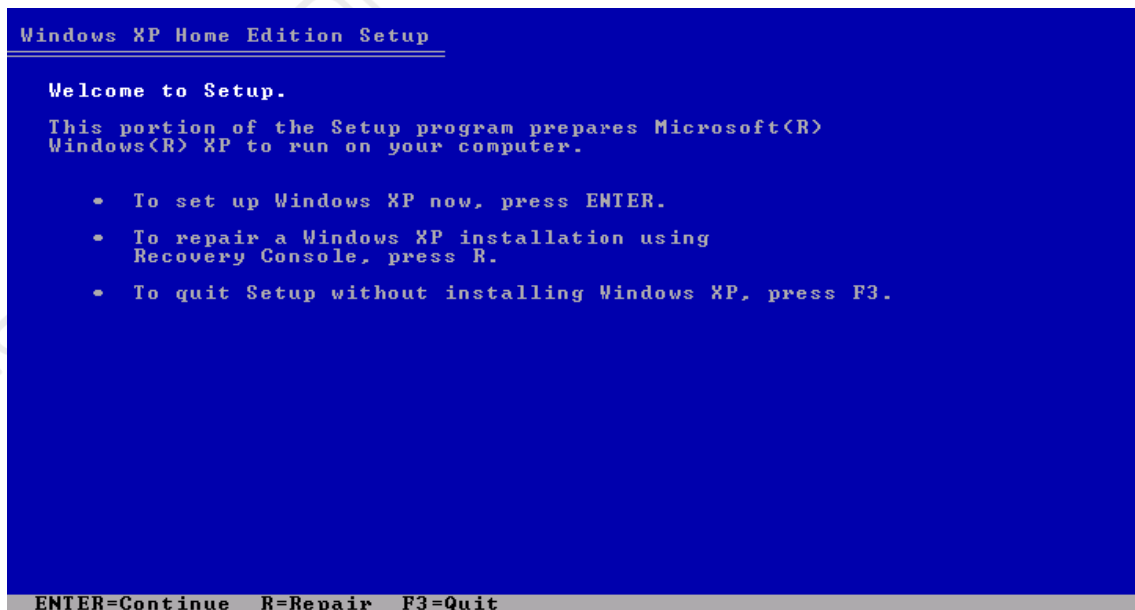 Windows XP Home Edition Setup
Welcome to Setup.
This portion of the Setup program prepares Microsoft(R)
Windows(R) XP to run on your computer.
• To set up Windows XP now, press ENTER.
• To repair a Windows XP installation using
Recovery Console, press R.
• To quit Setup without installing Windows XP, press F3.
ENTER=Continue R=Repair F3=Quit